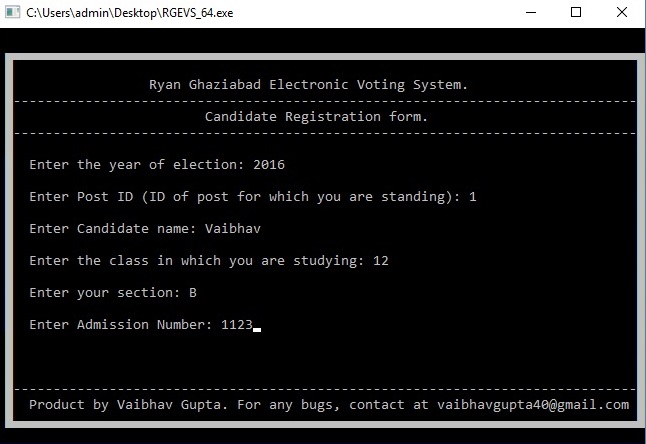 C:\Users\admin\Desktop\RGEVS_64.exe
Ryan Ghaziabad Electronic Voting System.
Candidate Registration form.
Enter the year of election: 2016
Enter Post ID (ID of post for which you are standing): 1
Enter Candidate name: Vaibhav
Enter the class in which you are studying: 12
Enter your section: B
Enter Admission Number: 1123
Product by Vaibhav Gupta. For any bugs, contact at vaibhavgupta40@gmail.com